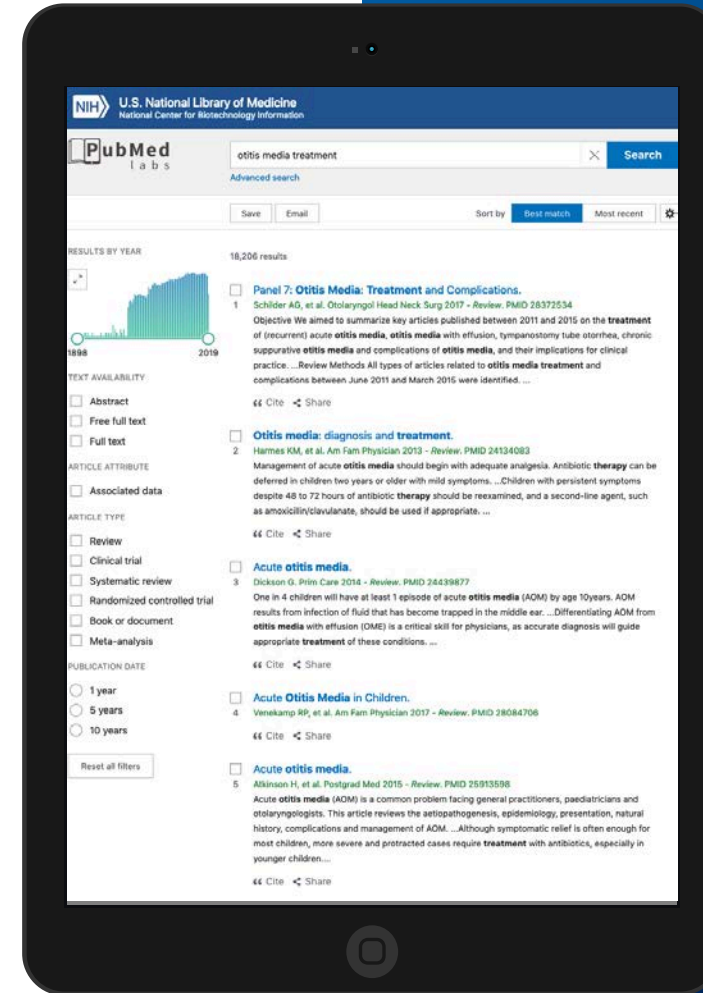 NIH U.S. National Library of Medicine
National Center for Biotechnology Information
PubMed
labs
otitis media treatment
Search
Advanced search
Save Email Sort by Best match Most recent
RESULTS BY YEAR
1898 2019
TEXT AVAILABILITY
Abstract
Free full text
Full text
ARTICLE ATTRIBUTE
Associated data
ARTICLE TYPE
Review
Clinical trial
Systematic review
Randomized controlled trial
Book or document
Meta-analysis
PUBLICATION DATE
1 year
5 years
10 years
Reset all filters
18,206 results
Panel 7: Otitis Media: Treatment and Complications.
1 Schilder AG, et al. Otolaryngol Head Neck Surg 2017 - Review. PMID 28372534
Objective We aimed to summarize key articles published between 2011 and 2015 on the treatment
of (recurrent) acute otitis media, otitis media with effusion, tympanostomy tube otorrhea, chronic
suppurative otitis media and complications of otitis media, and their implications for clinical
practice. ...Review Methods All types of articles related to otitis media treatment and
complications between June 2011 and March 2015 were identified. ...
Cite Share
Otitis media: diagnosis and treatment.
2 Harmes KM, et al. Am Fam Physician 2013 - Review. PMID 24134083
Management of acute otitis media should begin with adequate analgesia. Antibiotic therapy can be
deferred in children two years or older with mild symptoms. ...Children with persistent symptoms
despite 48 to 72 hours of antibiotic therapy should be reexamined, and a second-line agent, such
as amoxicillin/clavulanate, should be used if appropriate. ...
Cite Share
Acute otitis media.
3 Dickson G. Prim Care 2014 - Review. PMID 24439877
One in 4 children will have at least 1 episode of acute otitis media (AOM) by age 10years. AOM
results from infection of fluid that has become trapped in the middle ear. ...Differentiating AOM from
otitis media with effusion (OME) is a critical skill for physicians, as accurate diagnosis will guide
appropriate treatment of these conditions. ...
Cite Share
Acute Otitis Media in Children.
4 Venekamp RP, et al. Am Fam Physician 2017 - Review. PMID 28084706
Cite Share
Acute otitis media.
5 Atkinson H, et al. Postgrad Med 2015 - Review. PMID 25913598
Acute otitis media (AOM) is a common problem facing general practitioners, paediatricians and
otolaryngologists. This article reviews the aetiopathogenesis, epidemiology, presentation, natural
history, complications and management of AOM. ...Although symptomatic relief is often enough for
most children, more severe and protracted cases require treatment with antibiotics, especially in
younger children....
Cite Share